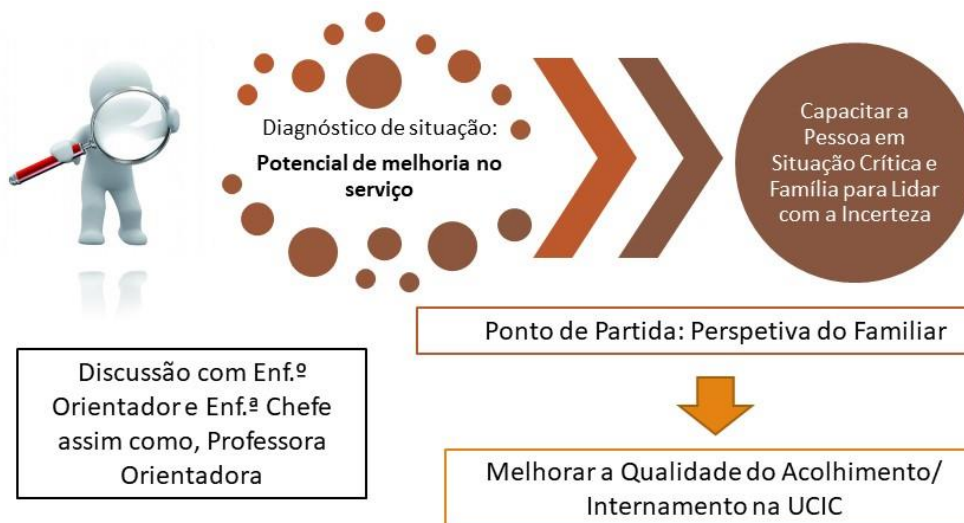 Diagnóstico de situação:
Potencial de melhoria no
serviço
Capacitar a
Pessoa em
Situação Crítica e
Família para Lidar
com a Incerteza
Ponto de Partida: Perspetiva do Familiar
Discussão com Enf.º
Orientador e Enf.ª Chefe
assim como, Professora
Orientadora
Melhorar a Qualidade do Acolhimento/
Internamento na UCIC